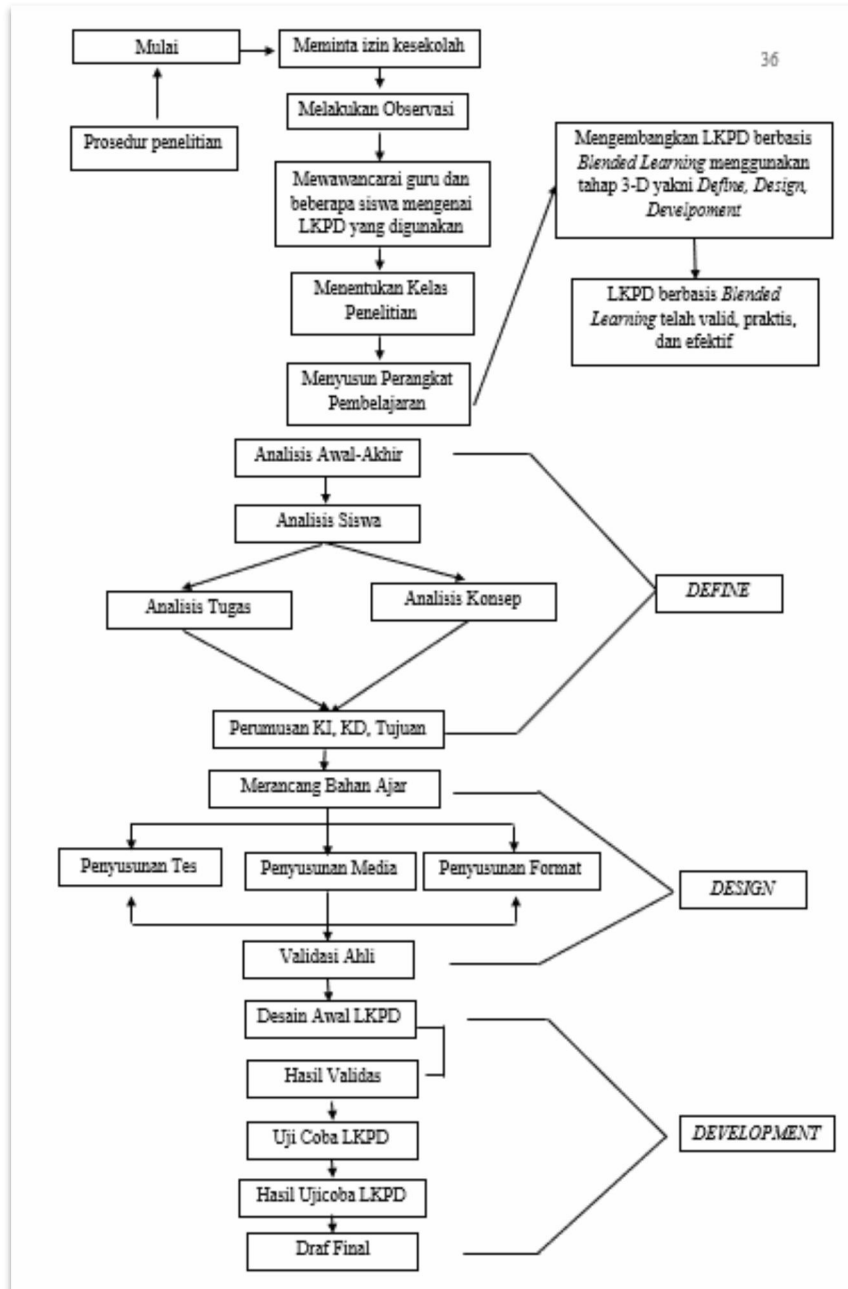 36
Mulai
Meminta izin kesekolah
Prosedur penelitian
Melakukan Observasi
Mewawancarai guru dan
beberapa siswa mengenai
LKPD yang digunakan
Menentukan Kelas
Penelitian
Menyusun Perangkat
Pembelajaran
Mengembangkan LKPD berbasis
Blended Learning menggunakan
tahap 3-D yakni Define, Design,
Develpoment
LKPD berbasis Blended
Learning telah valid, praktis,
dan efektif
Analisis Awal-Akhir
Analisis Siswa
Analisis Tugas
Analisis Konsep
Perumusan KI, KD, Tujuan
DEFINE
Merancang Bahan Ajar
Penyusunan Tes
Penyusunan Media
Penyusunan Format
Validasi Ahli
DESIGN
Desain Awal LKPD
Hasil Validas
Uji Coba LKPD
Hasil Ujicoba LKPD
Draf Final
DEVELOPMENT